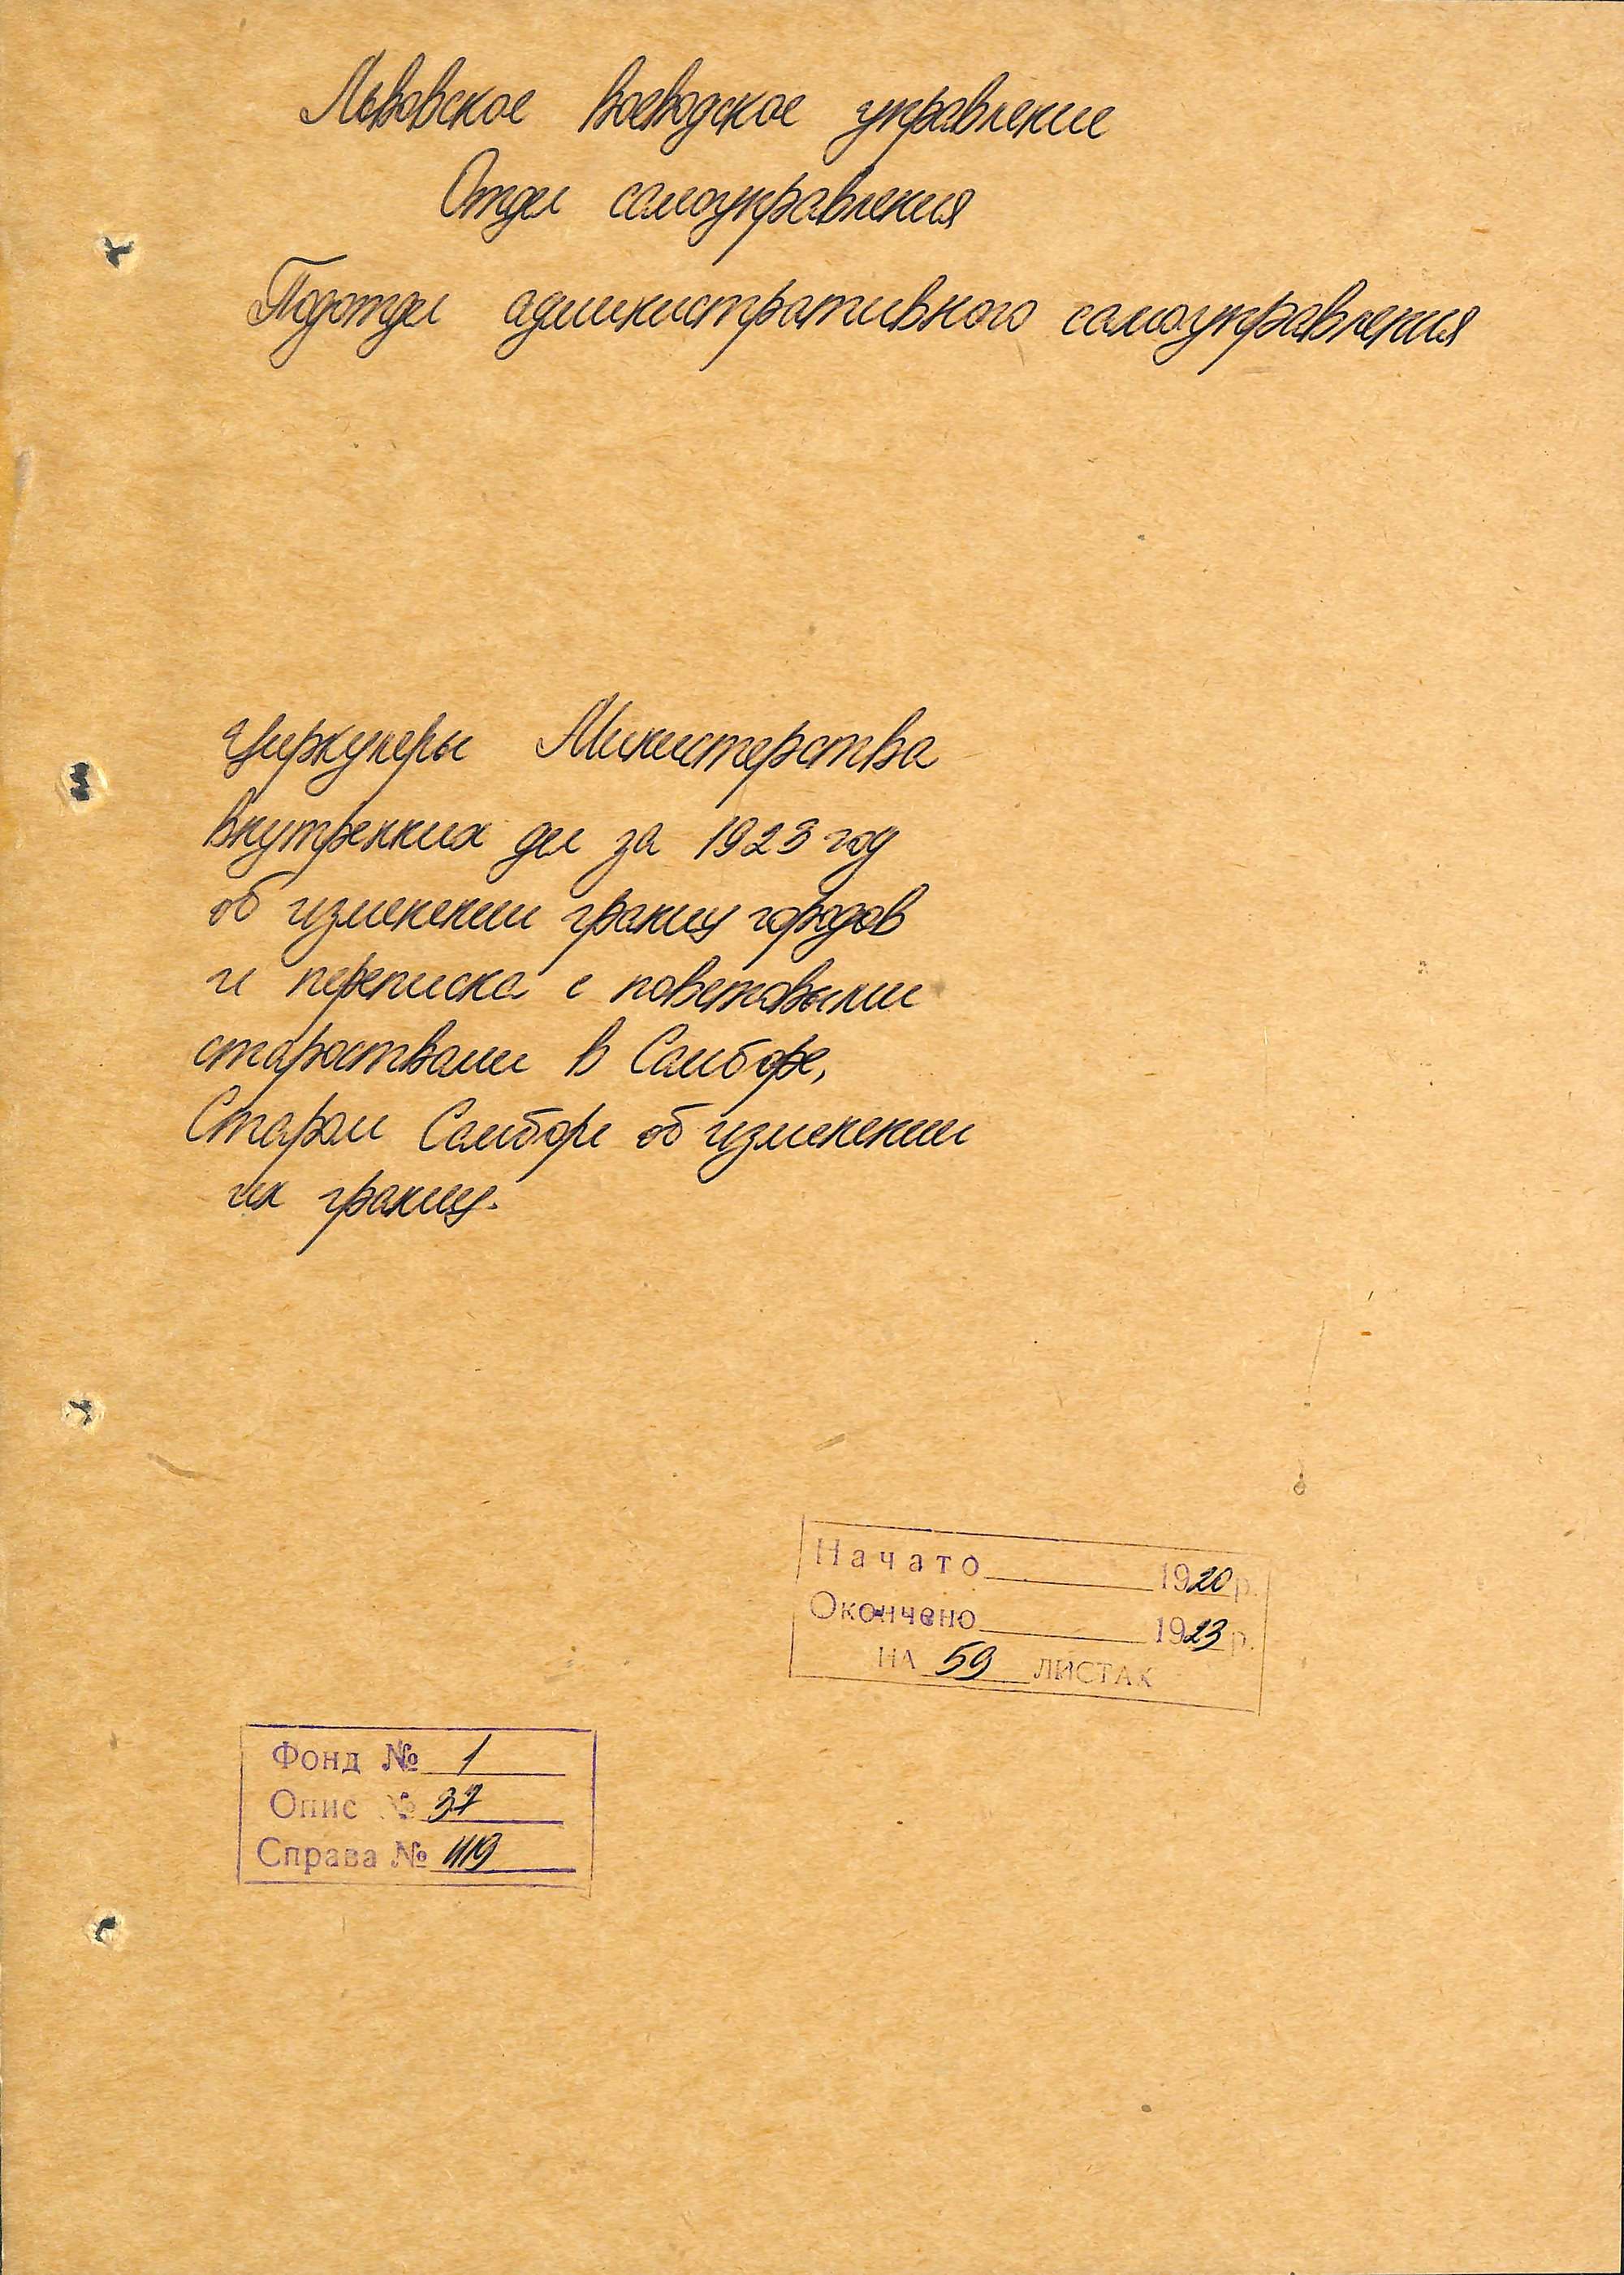 Львовское воеводское управление
Отдел самоуправления
Подотдел административного самоуправления
Циркуляры Министерства
внутренних дел за 1923 год
об изменении границ городов
и переписка с поветовыми
староствами в Самборе,
Старом Самборе об изменении
их границ.
Начато 1920 р.
Окончено 1923 р.
НА 59 ЛИСТАХ
Фонд № 1
Опис № 37
Справа № 419